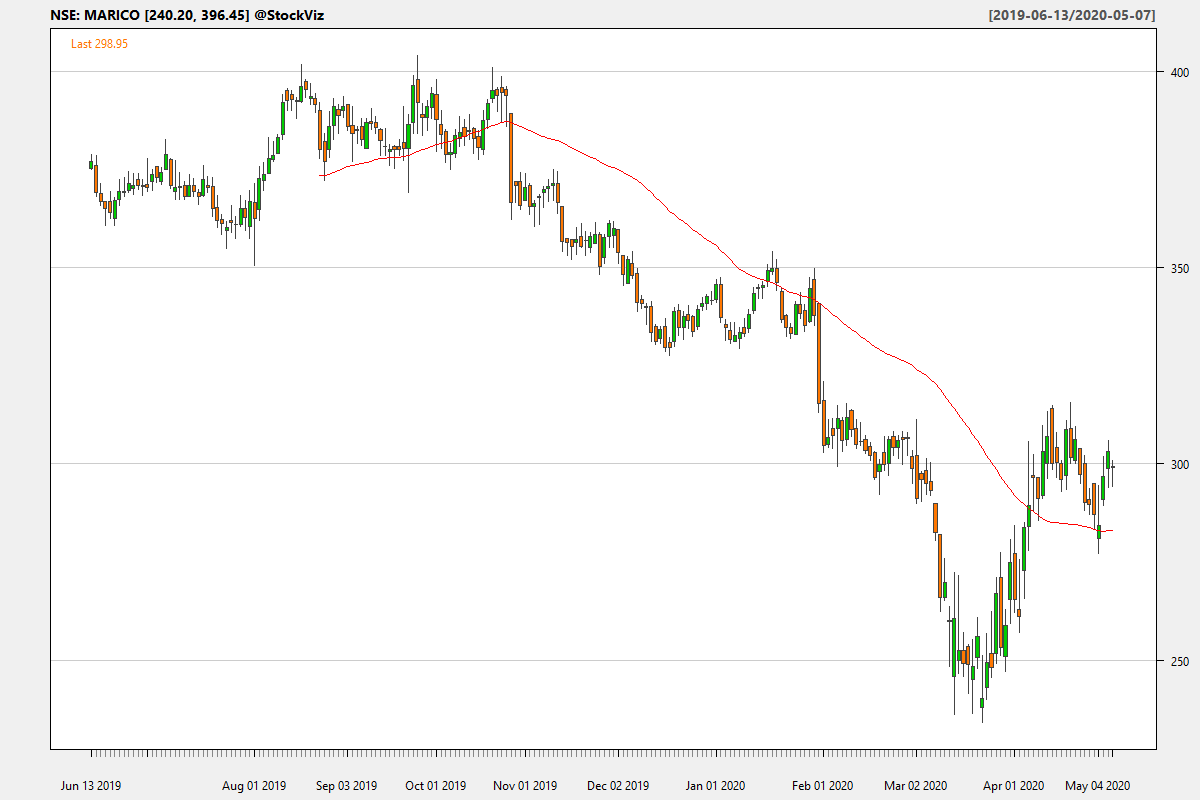 NSE: MARICO [240.20, 396.45] @StockViz
[2019-06-13/2020-05-07]
Last 298.95
400
350
300
250
Jun 13 2019
Aug 01 2019
Sep 03 2019
Oct 01 2019
Nov 01 2019
Dec 02 2019
Jan 01 2020
Feb 01 2020
Mar 02 2020
Apr 01 2020
May 04 2020